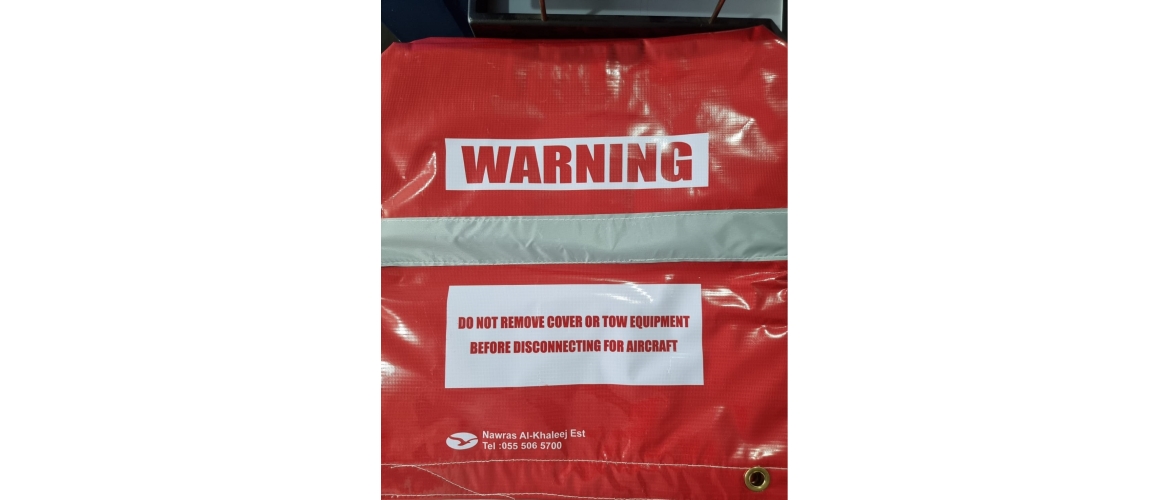 WARNING
DO NOT REMOVE COVER OR TOW EQUIPMENT
BEFORE DISCONNECTING FOR AIRCRAFT
Nawras Al-Khaleej Est
Tel :055 506 5700